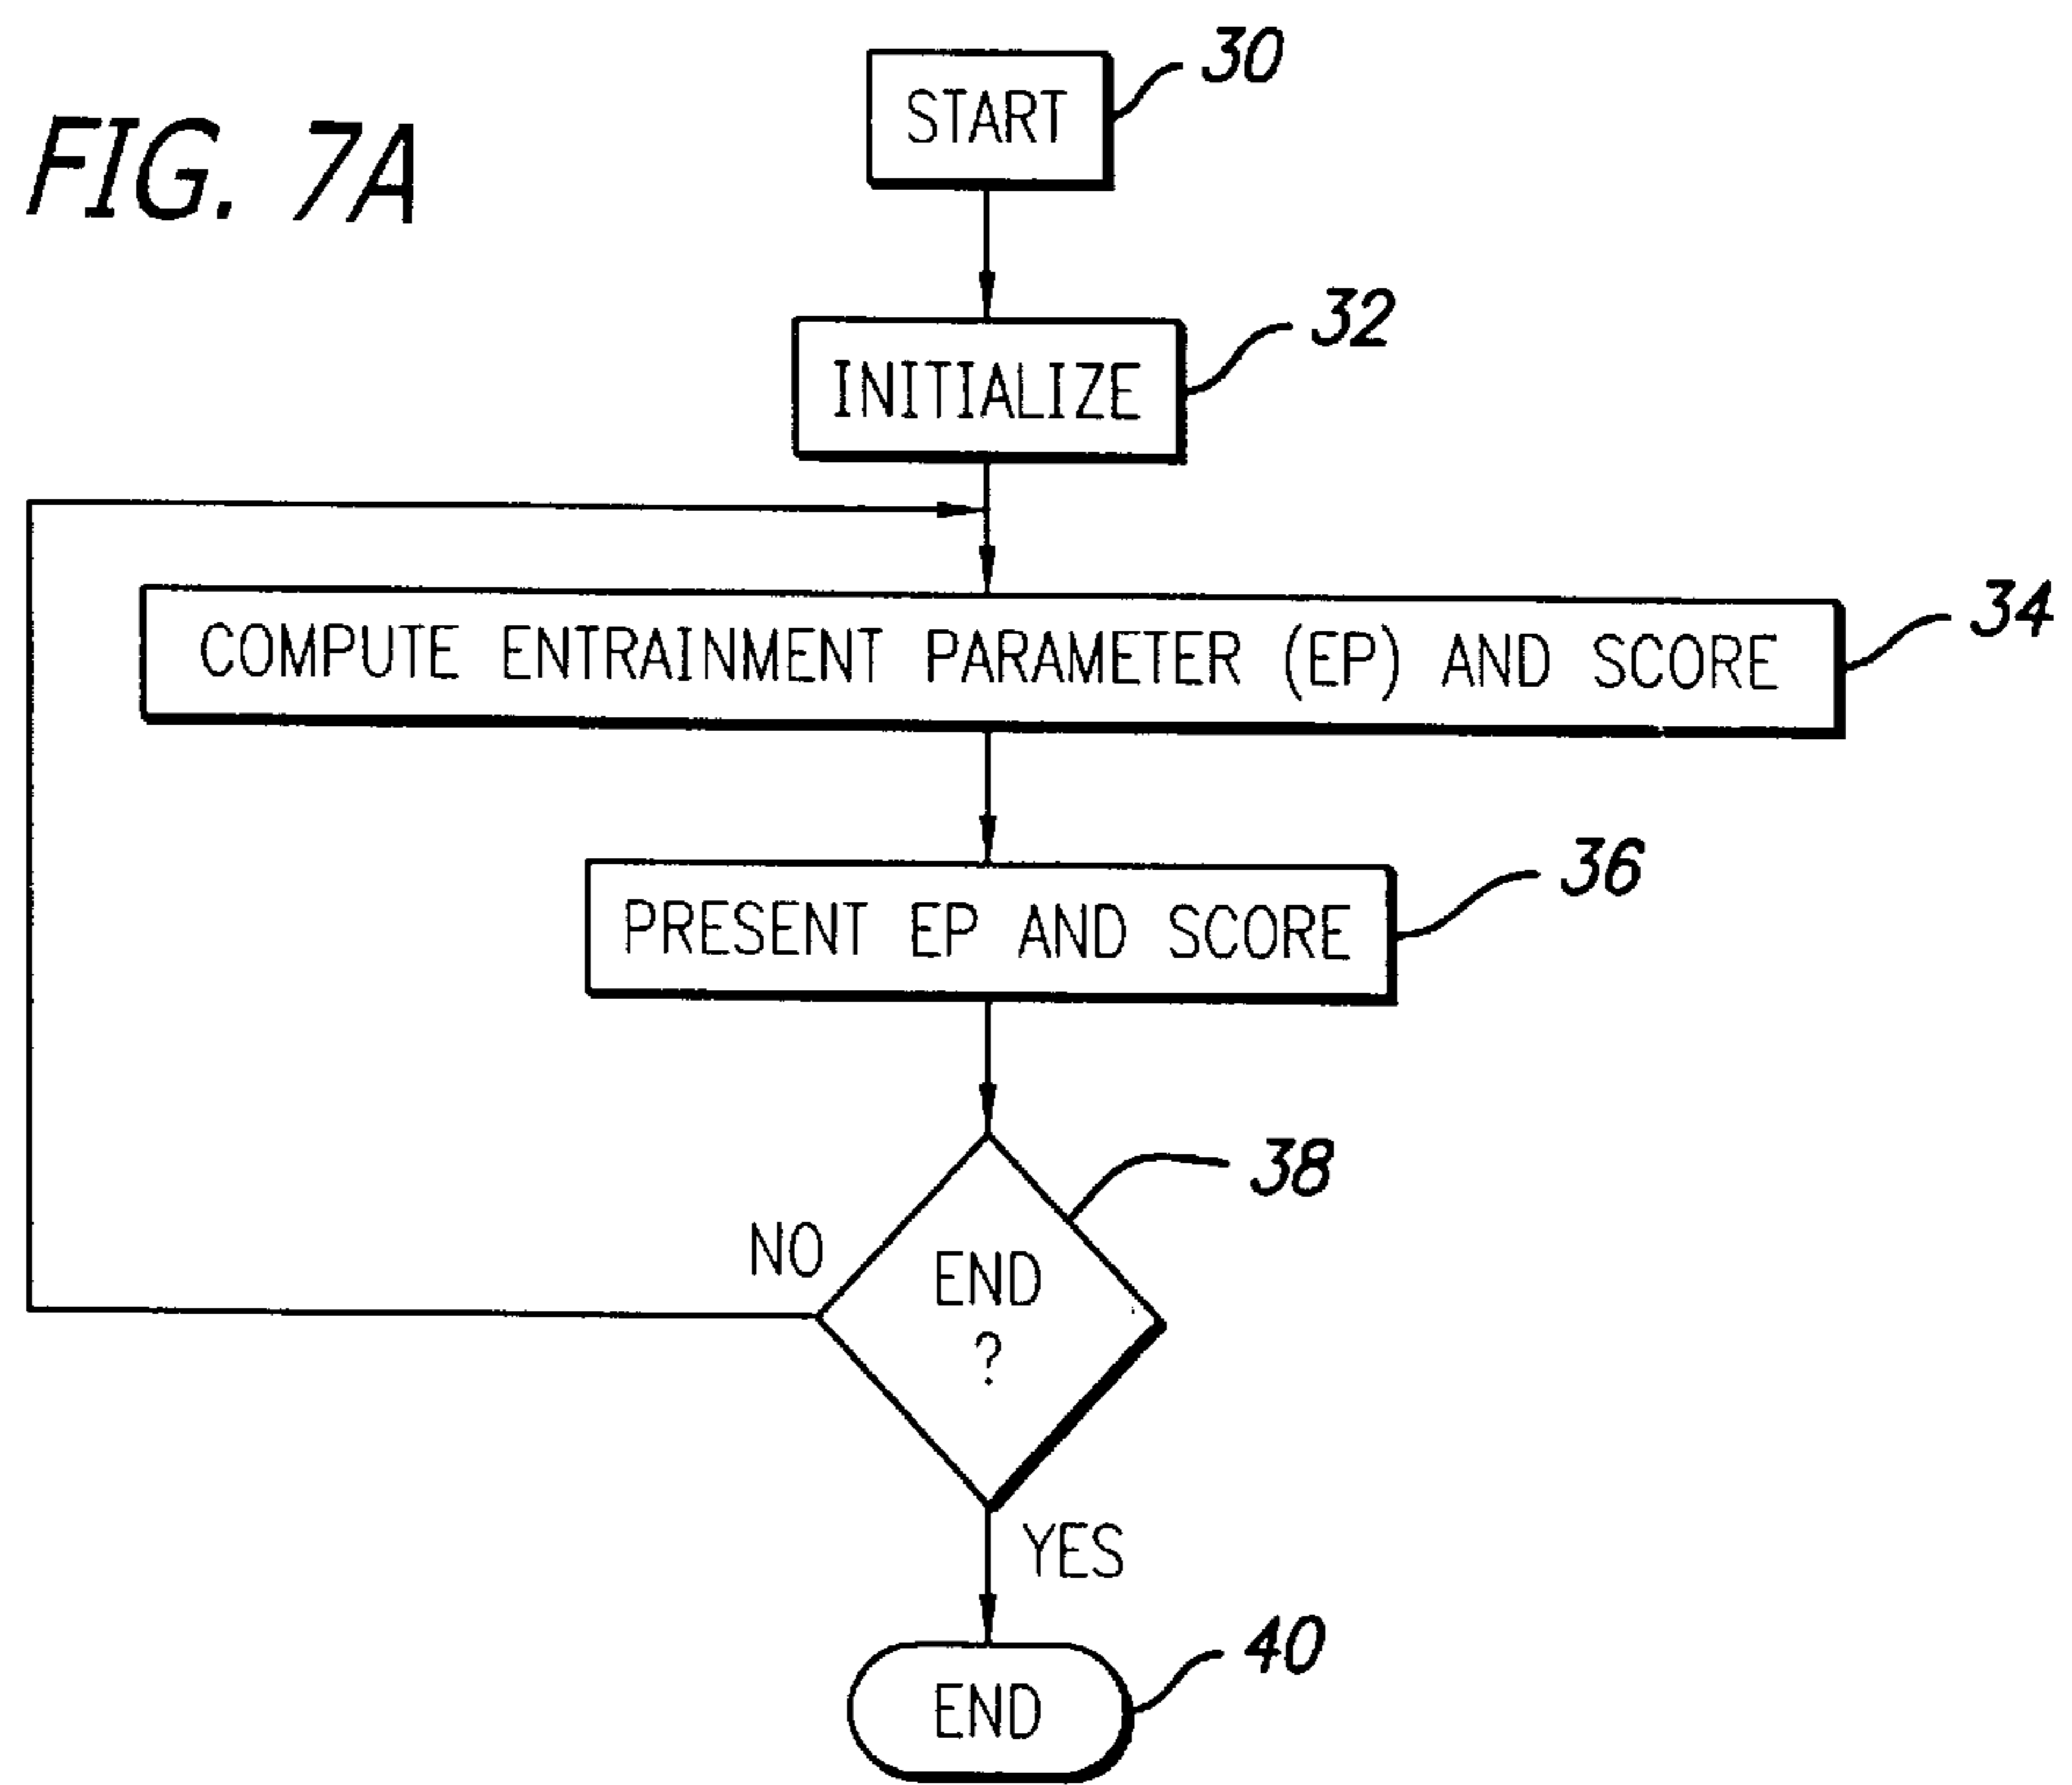 FIG. 7A
START
30
INITIALIZE
32
COMPUTE ENTRAINMENT PARAMETER (EP) AND SCORE
34
PRESENT EP AND SCORE
36
38
NO
END
?
YES
END
40